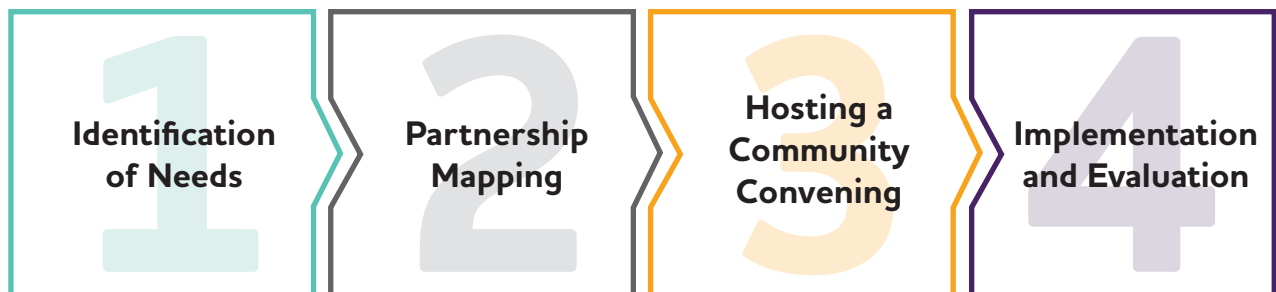 1
Identification
of Needs
2
Partnership
Mapping
3
Hosting a
Community
Convening
4
Implementation
and Evaluation